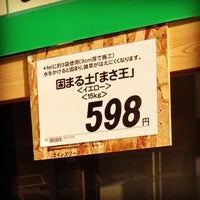 *1㎡に約3袋使用(3cm厚で施工)
水をかけると固まり、雑草がはえにくくなります。
固まる土「まさ王」
<イエロー>
<15kg>
598円